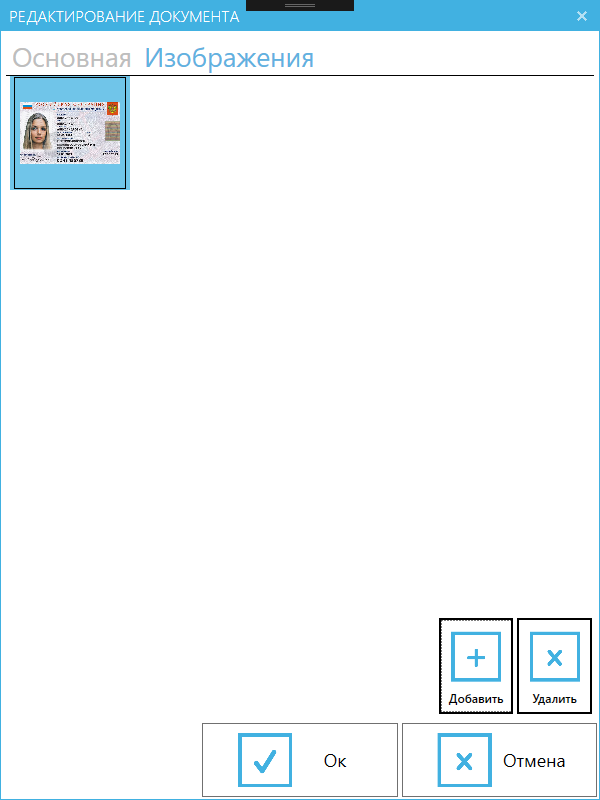 РЕДАКТИРОВАНИЕ ДОКУМЕНТА
Основная Изображения
Добавить Удалить
Ок Отмена